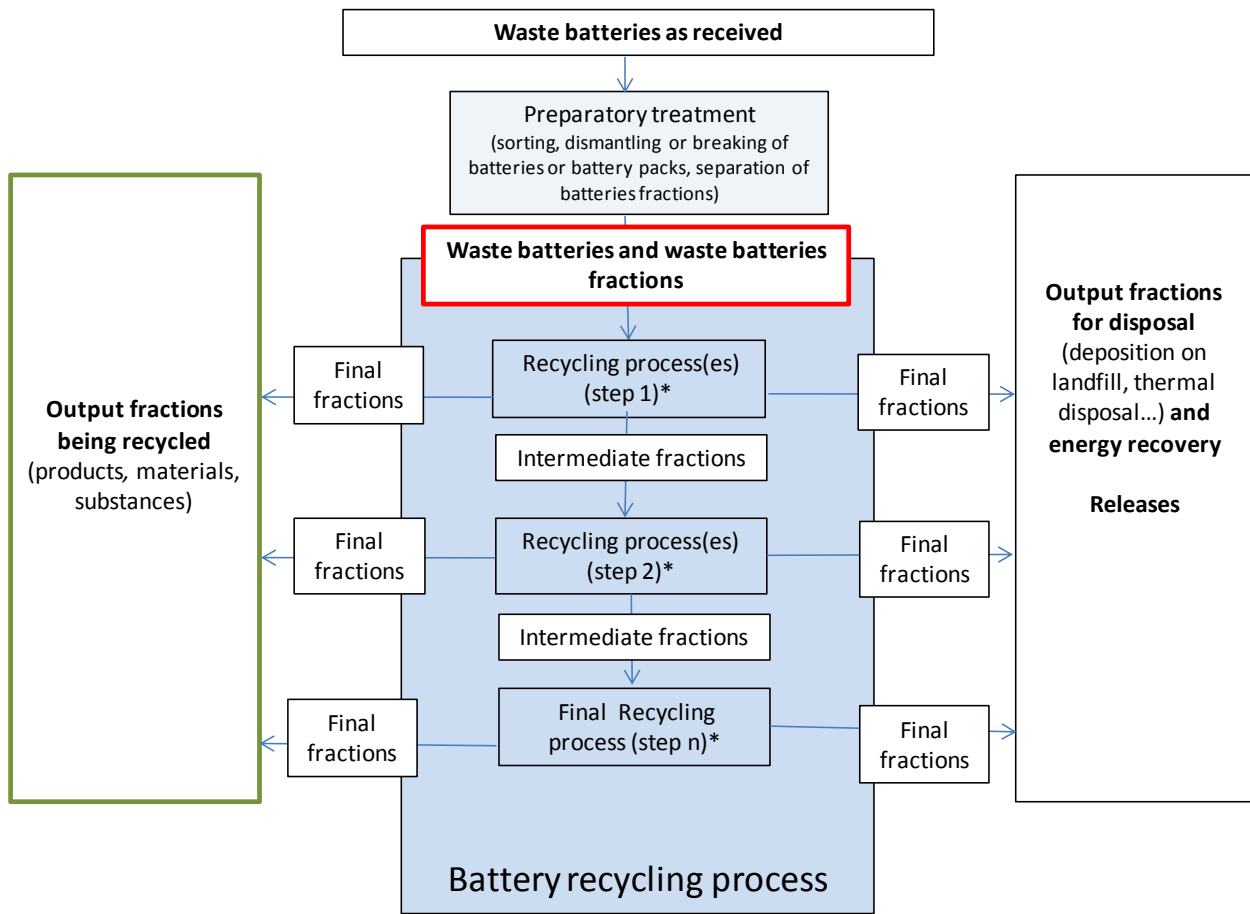 Waste batteries as received
Preparatory treatment
(sorting, dismantling or breaking of
batteries or battery packs, separation of
batteries fractions)
Waste batteries and waste batteries
fractions
Output fractions
being recycled
(products, materials,
substances)
Final
fractions
Recycling process(es)
(step 1)*
Final
fractions
Output fractions
for disposal
(deposition on
landfill, thermal
disposal…) and
energy recovery
Releases
Intermediate fractions
Final
fractions
Recycling process(es)
(step 2)*
Final
fractions
Intermediate fractions
Final
fractions
Final Recycling
process (step n)*
Final
fractions
Battery recycling process